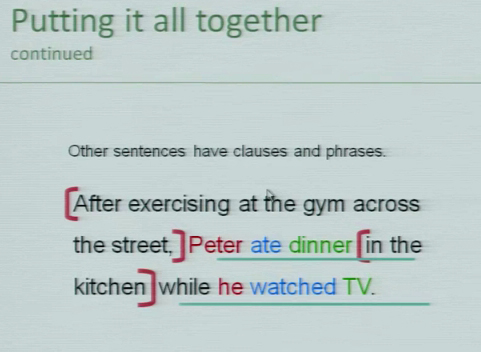 Putting it all together
continued
Other sentences have clauses and phrases.
[After exercising at the gym across
the street,] Peter ate dinner [in the
kitchen] while he watched TV.